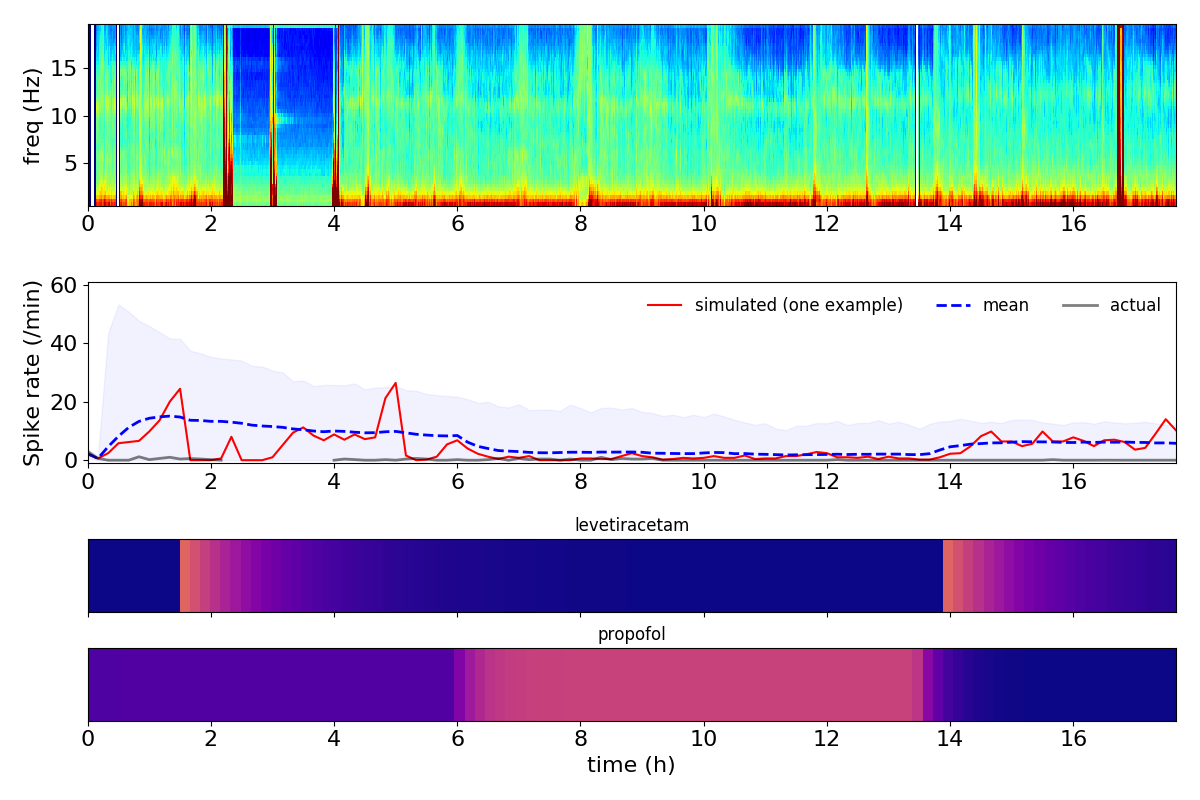 freq (Hz)
15
10
5
0 2 4 6 8 10 12 14 16
Spike rate (/min)
60
40
20
0
simulated (one example) mean actual
0 2 4 6 8 10 12 14 16
levetiracetam
propofol
0 2 4 6 8 10 12 14 16
time (h)